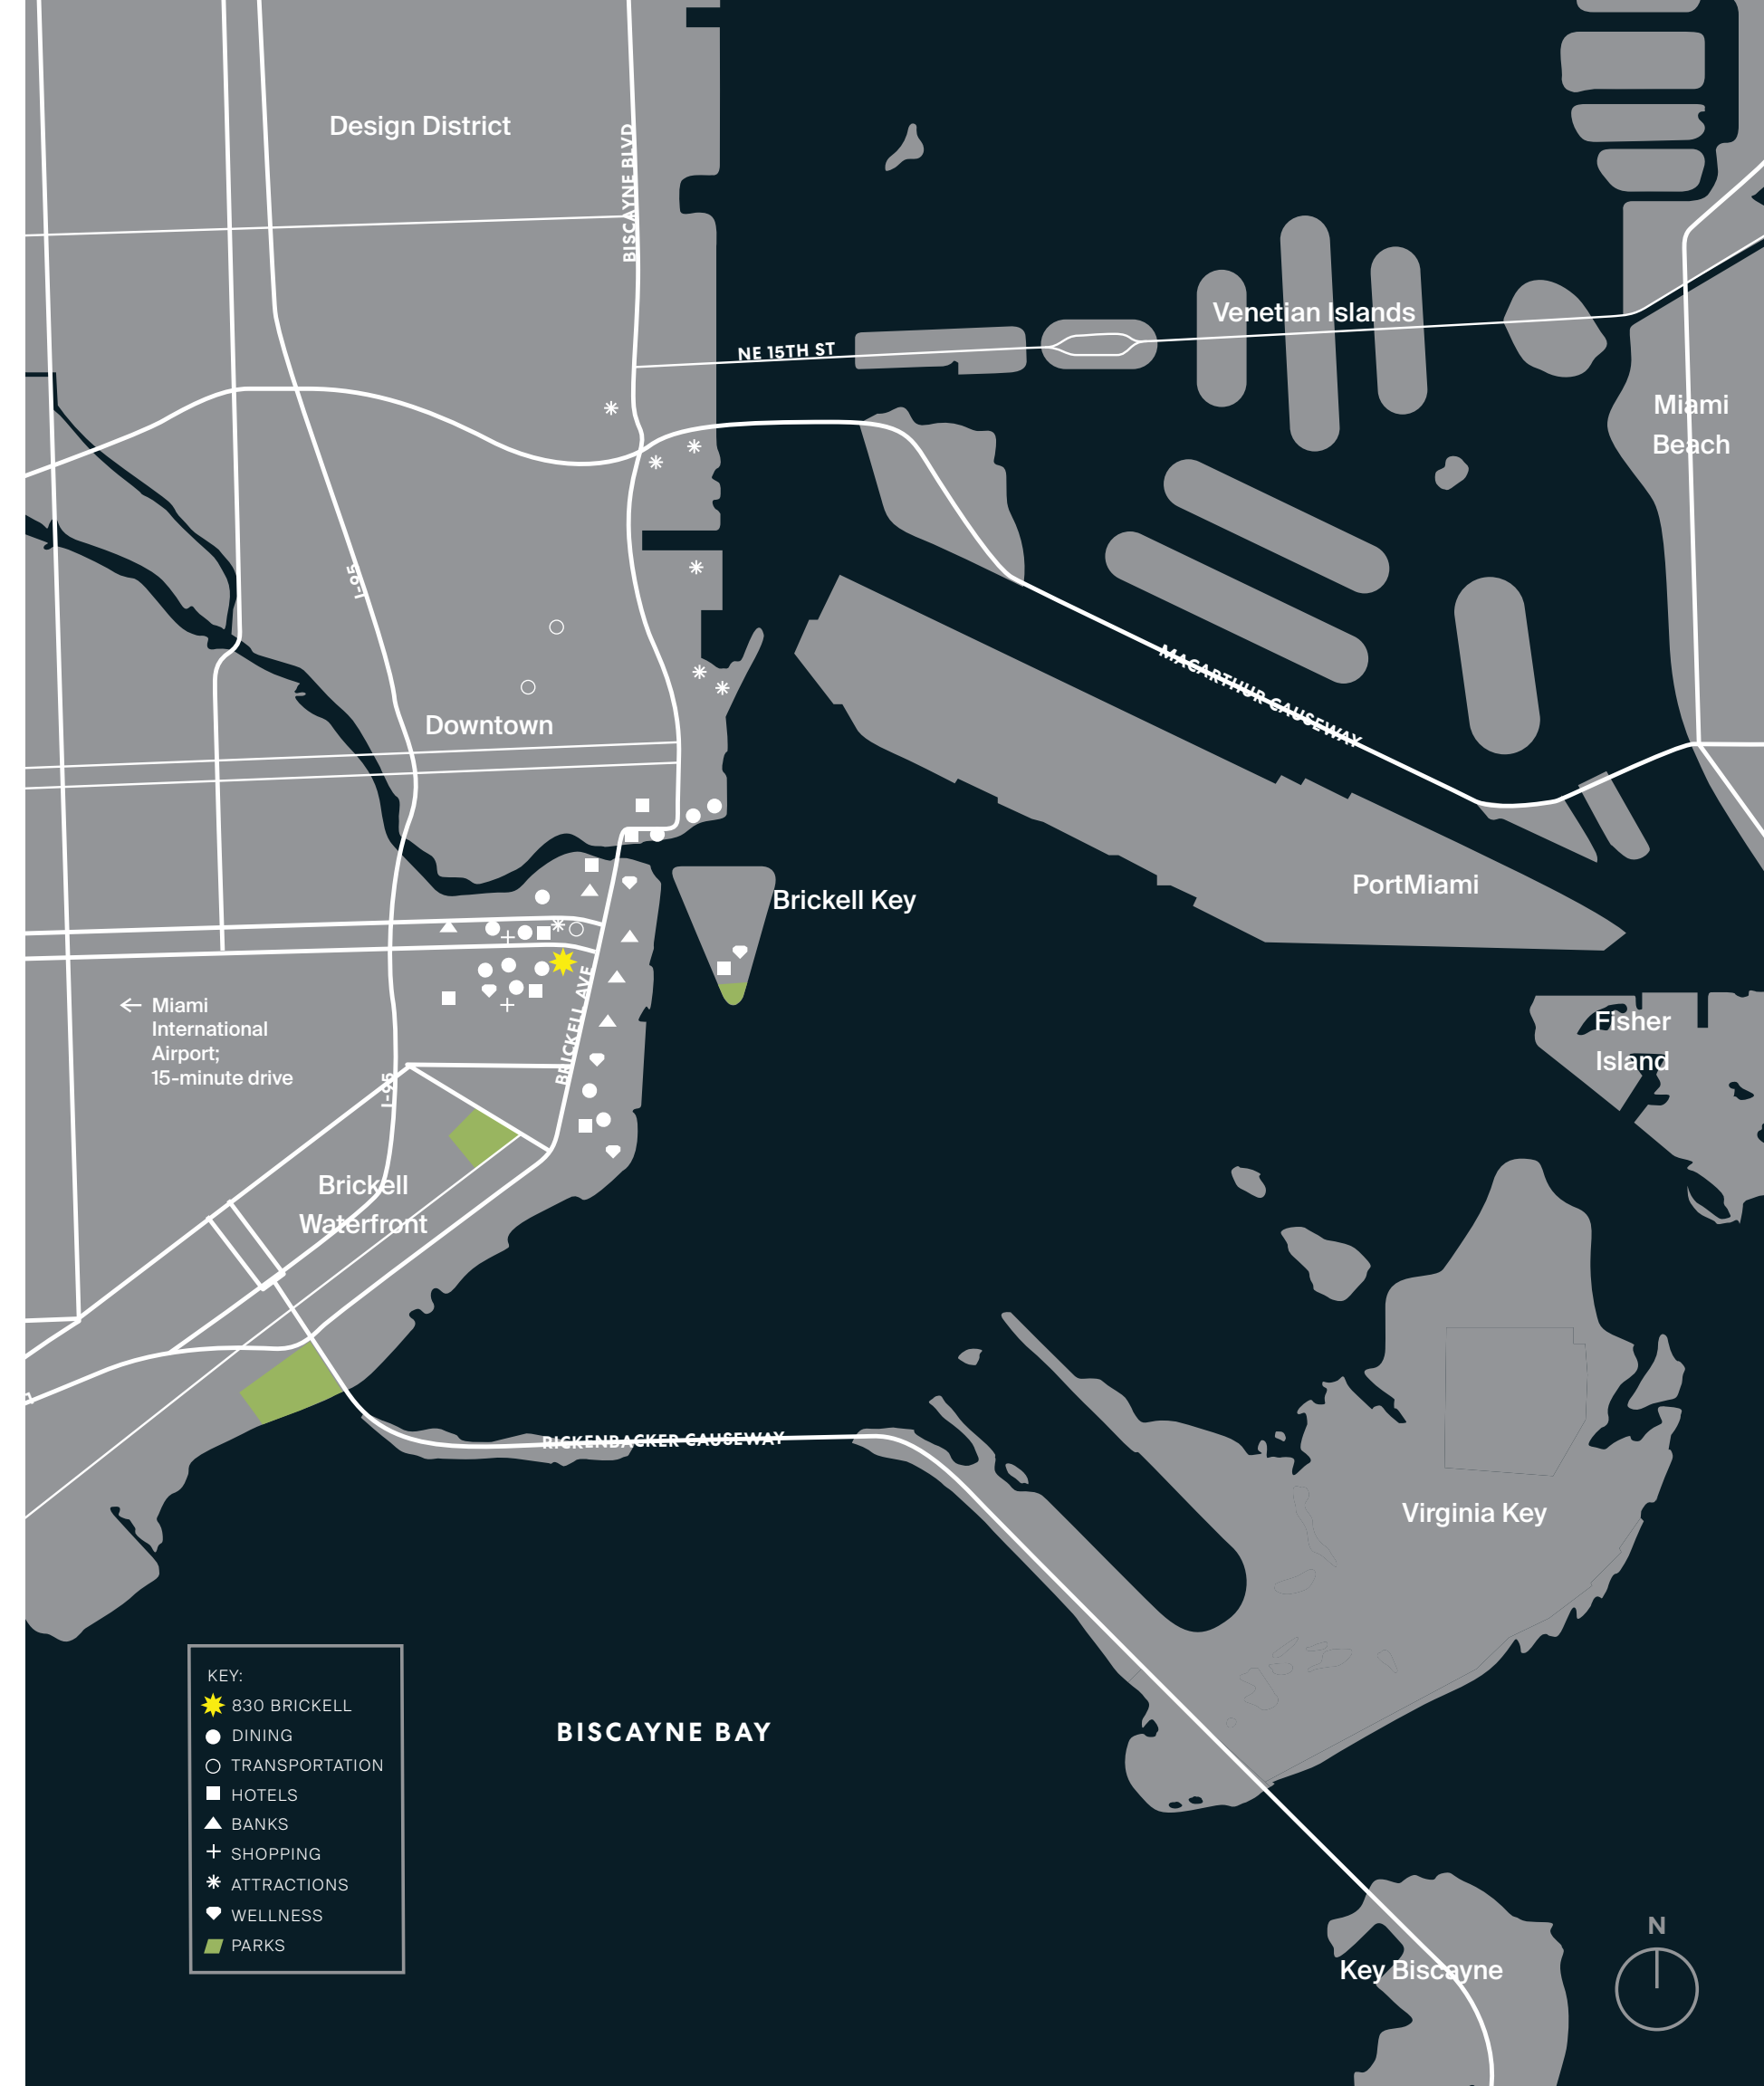 Design District
BISCAYNE BLVD
Venetian Islands
NE 15TH ST
Miami
Beach
I-95
MACARTHUR CAUSEWAY
Downtown
PortMiami
Brickell Key
BRICKELL AVE
← Miami
International
Airport;
15-minute drive
Fisher
Island
I-95
Brickell
Waterfront
RICKENBACKER CAUSEWAY
Virginia Key
BISCAYNE BAY
KEY:
830 BRICKELL
DINING
TRANSPORTATION
HOTELS
BANKS
SHOPPING
ATTRACTIONS
WELLNESS
PARKS
N
Key Biscayne